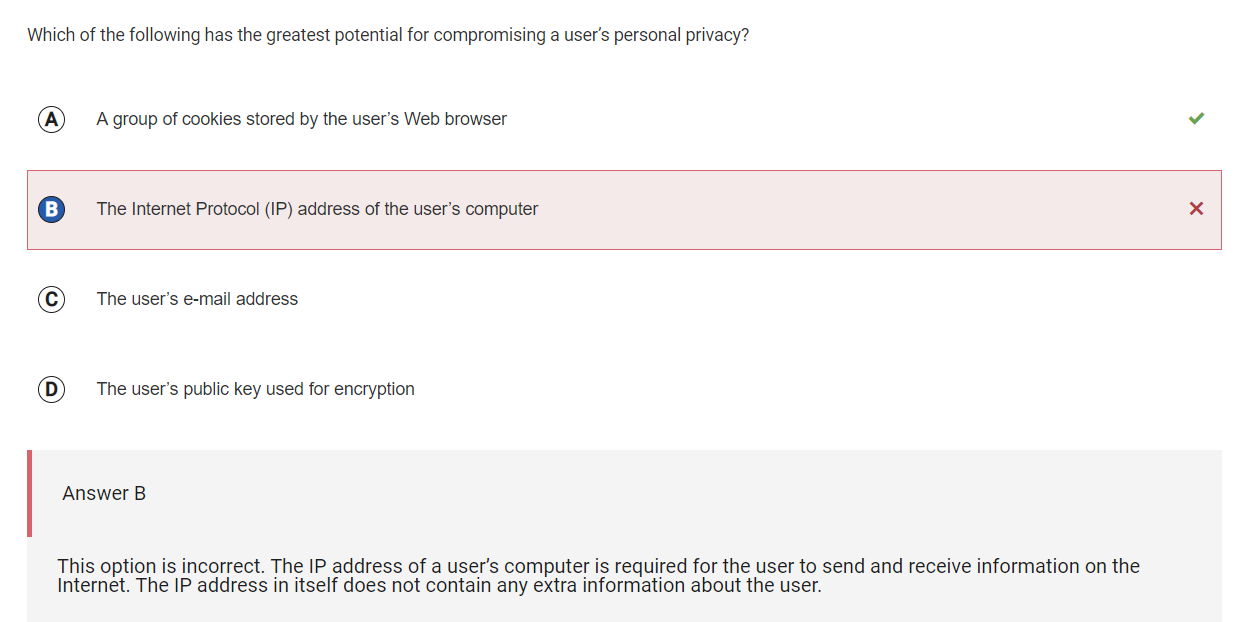 Which of the following has the greatest potential for compromising a user’s personal privacy?
A A group of cookies stored by the user’s Web browser
B The Internet Protocol (IP) address of the user’s computer
C The user’s e-mail address
D The user’s public key used for encryption
Answer B
This option is incorrect. The IP address of a user’s computer is required for the user to send and receive information on the
Internet. The IP address in itself does not contain any extra information about the user.